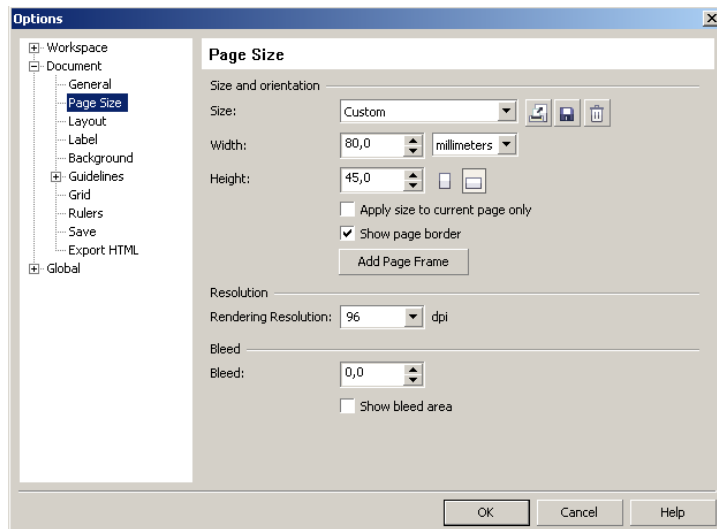 Options
Workspace
Document
General
Page Size
Layout
Label
Background
Guidelines
Grid
Rulers
Save
Export HTML
Global
Page Size
Size and orientation
Size: Custom
Width: 80,0 millimeters
Height: 45,0
Apply size to current page only
Show page border
Add Page Frame
Resolution
Rendering Resolution: 96 dpi
Bleed
Bleed: 0,0
Show bleed area
OK Cancel Help